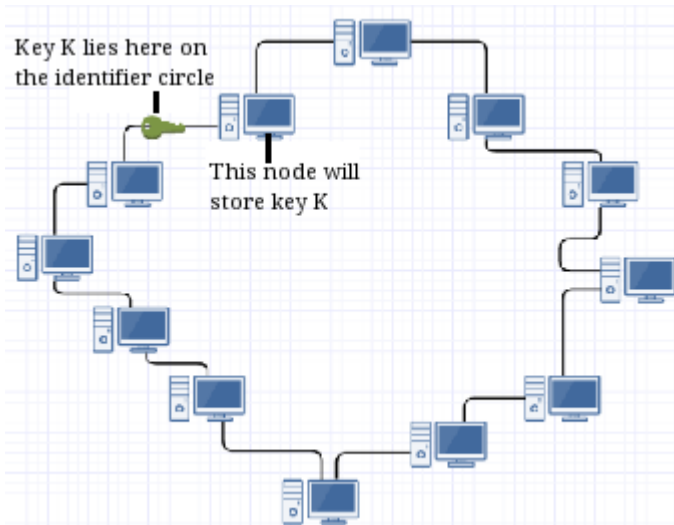 Key K lies here on
the identifier circle
This node will
store key K